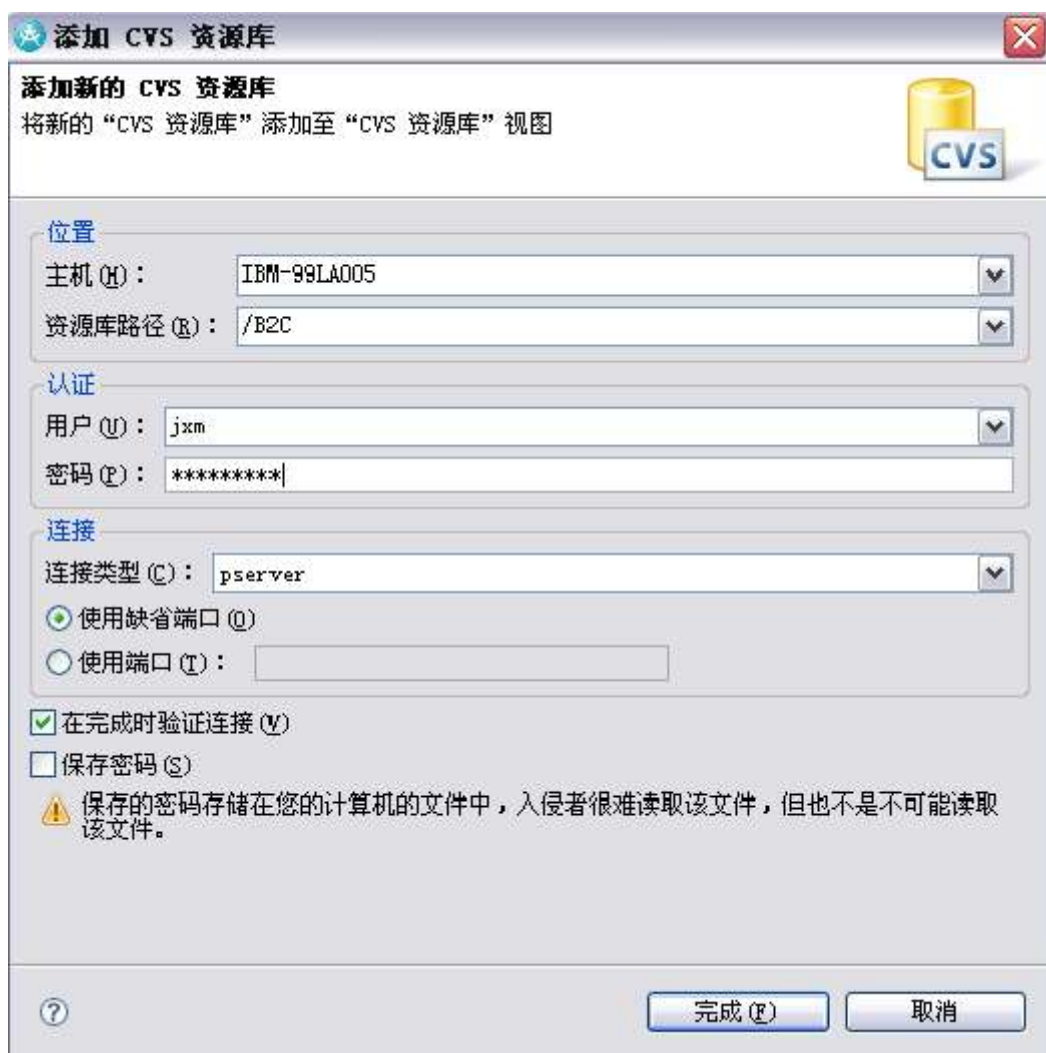 添加 CVS 资源库
添加新的 CVS 资源库
将新的“CVS 资源库”添加至“CVS 资源库”视图
CVS
位置
主机(H)： IBM-99LA005
资源库路径(R)： /B2C
认证
用户(U)： jxm
密码(P)： *********
连接
连接类型(C)： pserver
使用缺省端口(O)
使用端口(T)：
在完成时验证连接(V)
保存密码(S)
保存的密码存储在您的计算机的文件中，入侵者很难读取该文件，但也不是不可能读取
该文件。
完成(F) 取消